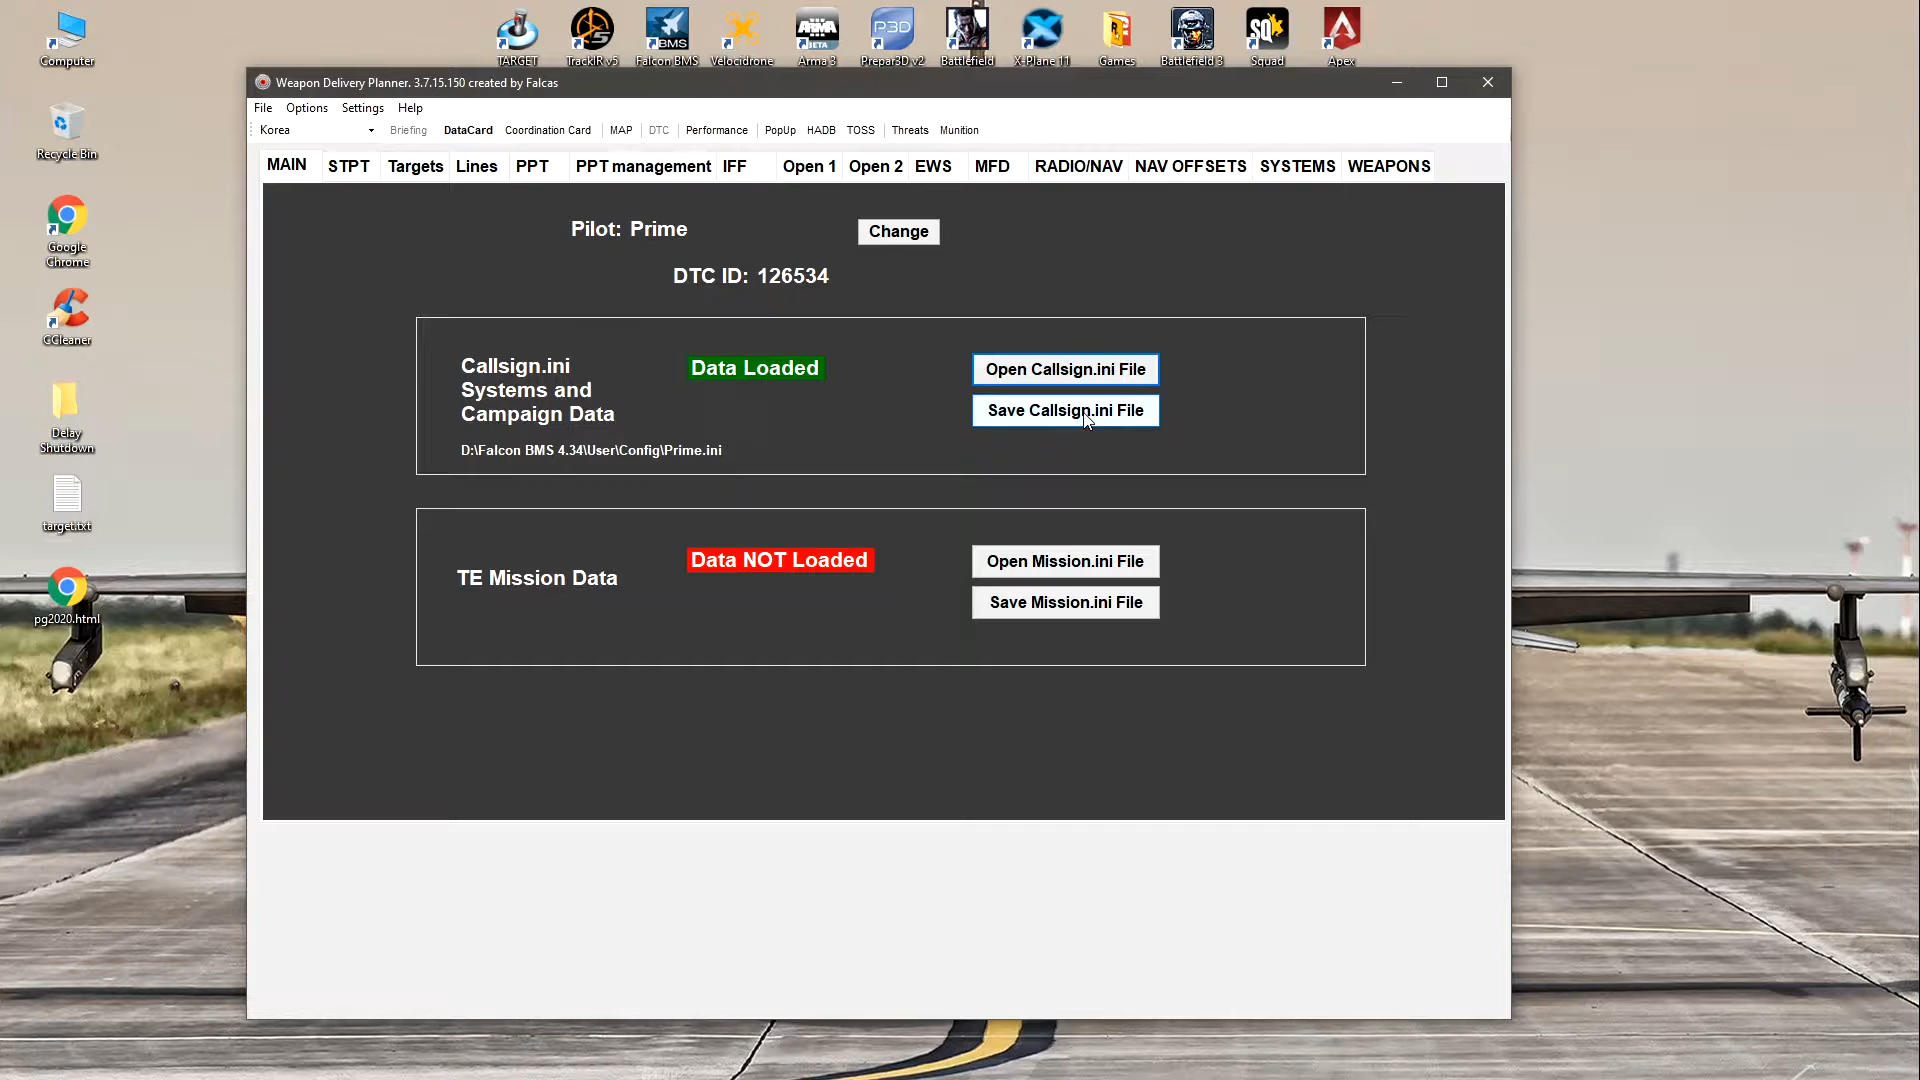 Computer
Recycle Bin
Google
Chrome
CCleaner
Delay
Shutdown
target.txt
pg2020.html
TARGET
TrackIR v5
BMS
Falcon BMS
Velocidrone
ARMA
BETA
Arma 3
P3D
Prepar3D v2
Battlefield
X-Plane 11
Games
Battlefield 3
SQ
Squad
Apex
Weapon Delivery Planner. 3.7.15.150 created by Falcas
File Options Settings Help
Korea Briefing DataCard Coordination Card MAP DTC Performance PopUp HADB TOSS Threats Munition
MAIN STPT Targets Lines PPT PPT management IFF Open 1 Open 2 EWS MFD RADIO/NAV NAV OFFSETS SYSTEMS WEAPONS
Pilot: Prime
Change
DTC ID: 126534
Callsign.ini
Systems and
Campaign Data
Data Loaded
Open Callsign.ini File
Save Callsign.ini File
D:\Falcon BMS 4.34\User\Config\Prime.ini
TE Mission Data
Data NOT Loaded
Open Mission.ini File
Save Mission.ini File